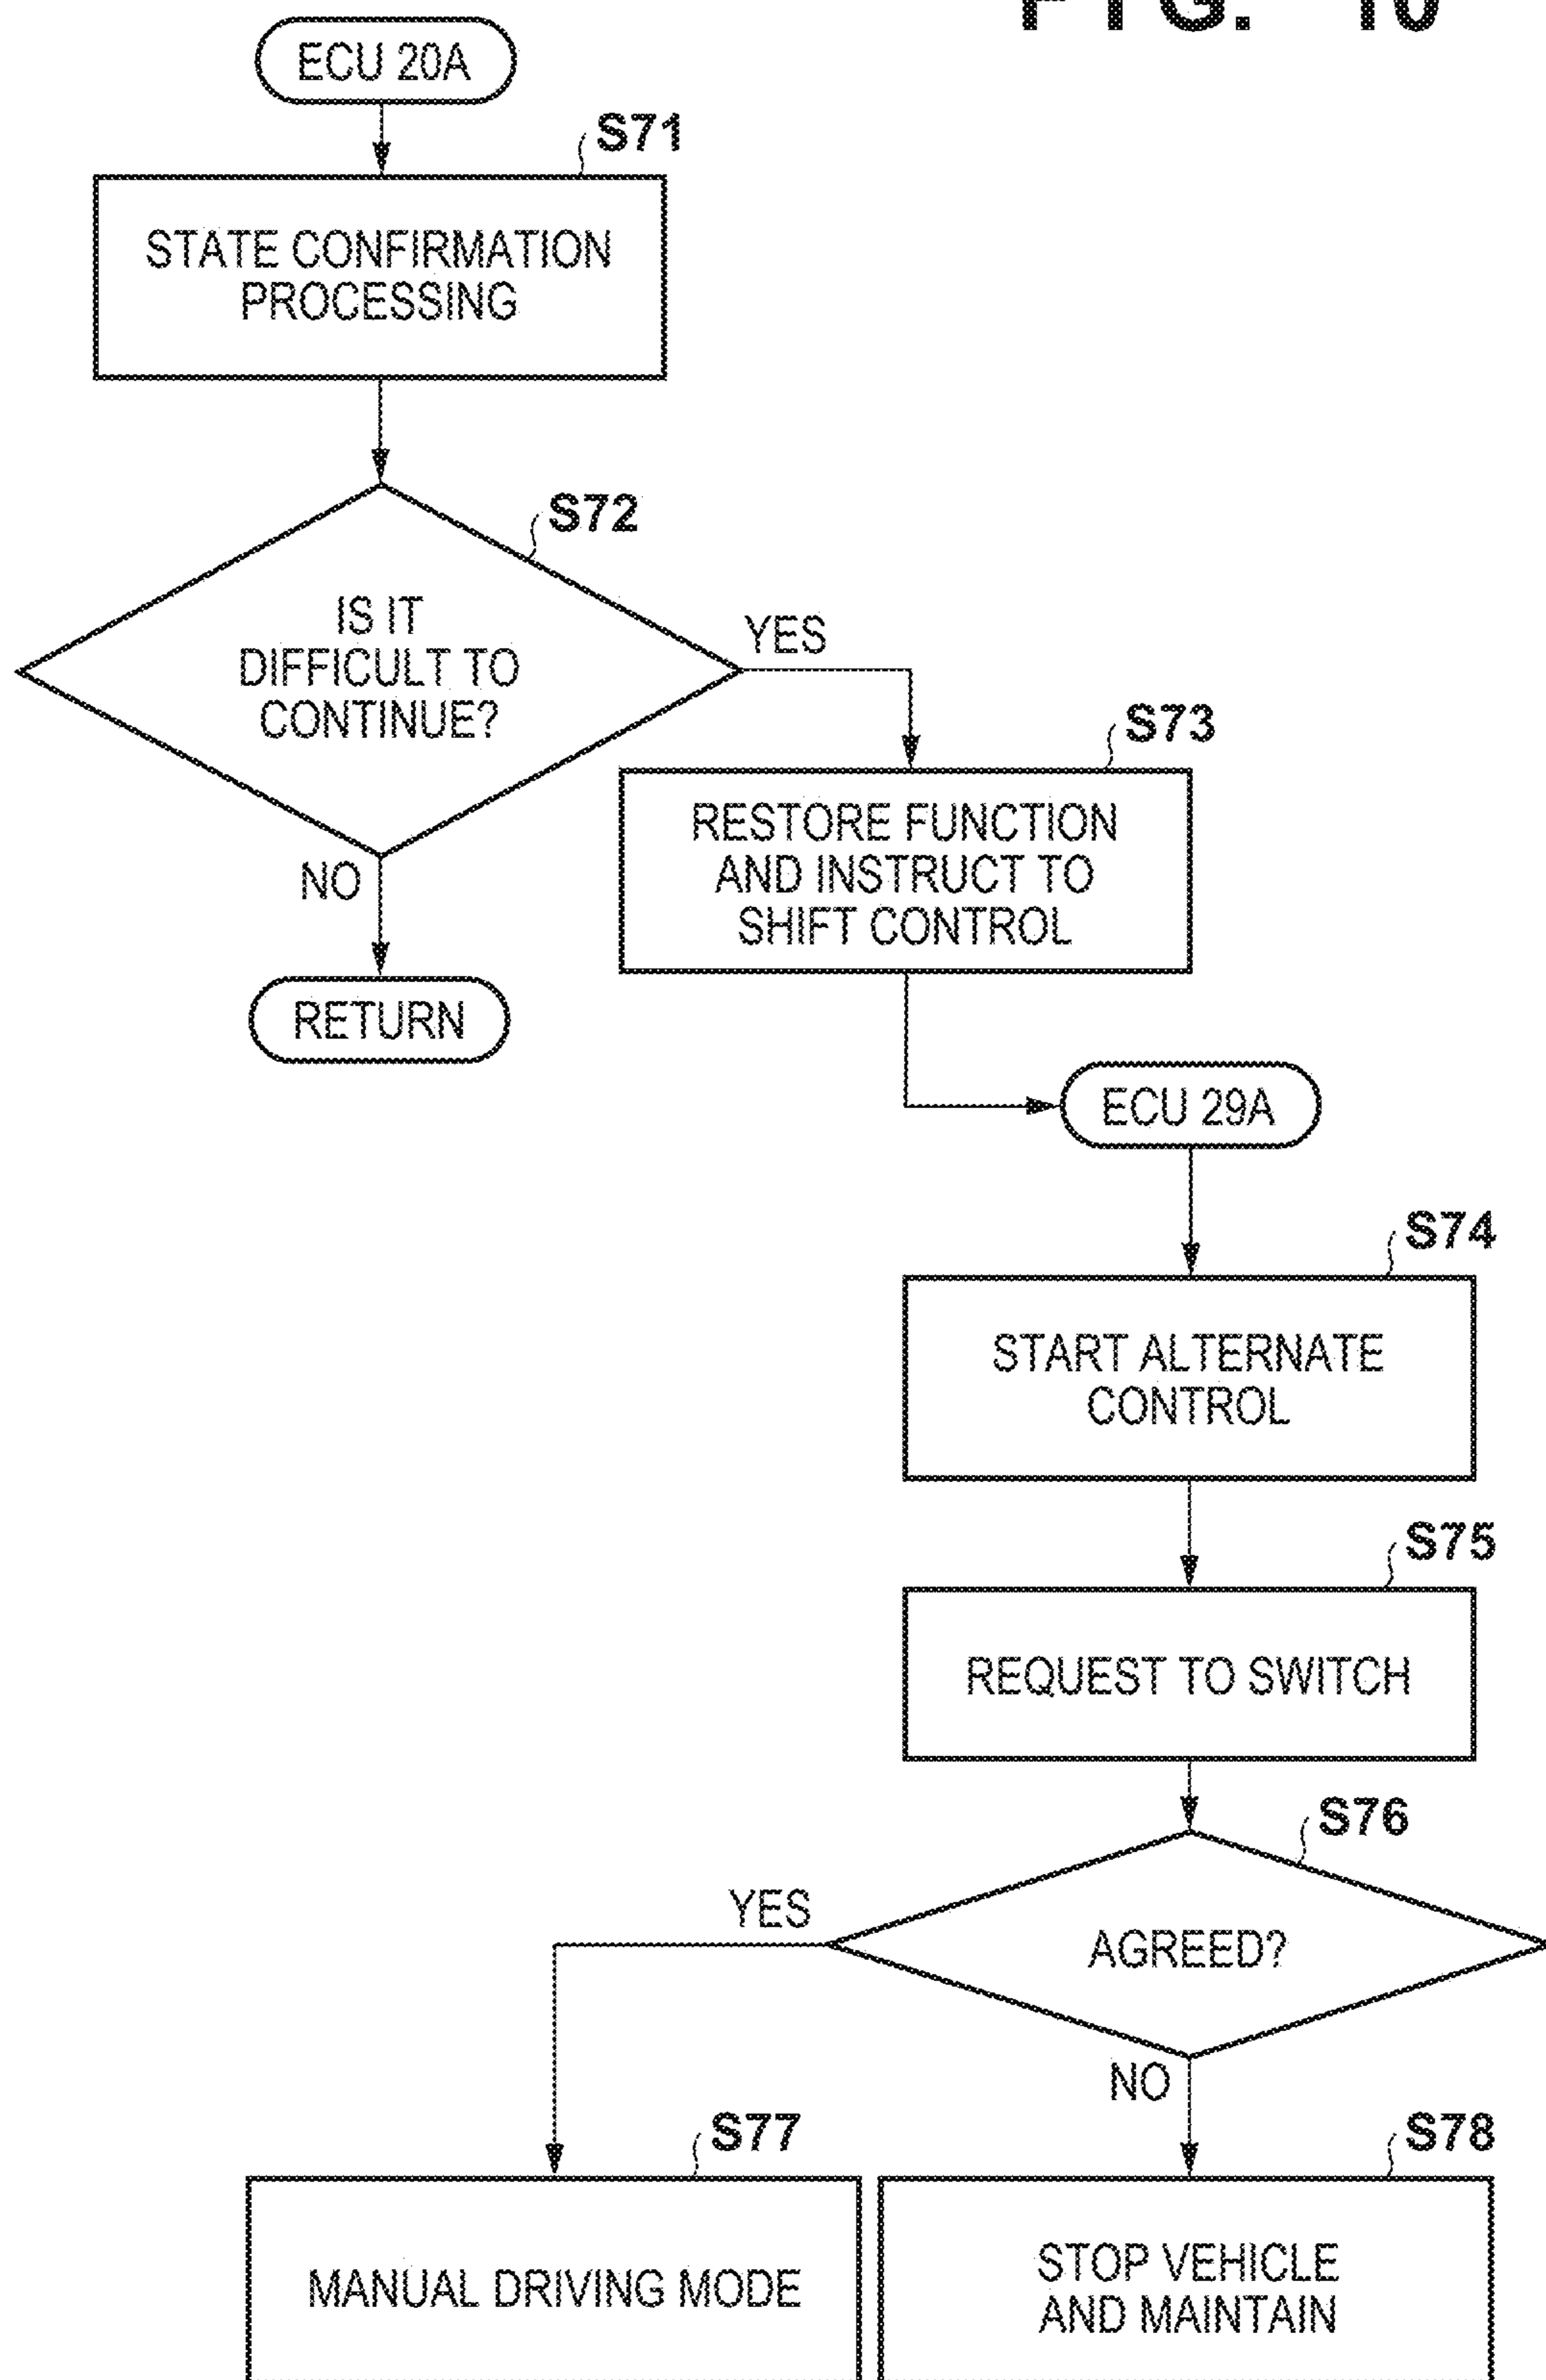 FIG. 10
ECU 20A
S71
STATE CONFIRMATION
PROCESSING
S72
IS IT
DIFFICULT TO
CONTINUE?
YES
S73
RESTORE FUNCTION
AND INSTRUCT TO
SHIFT CONTROL
NO
RETURN
ECU 29A
S74
START ALTERNATE
CONTROL
S75
REQUEST TO SWITCH
S76
YES
AGREED?
NO
S77
S78
MANUAL DRIVING MODE
STOP VEHICLE
AND MAINTAIN